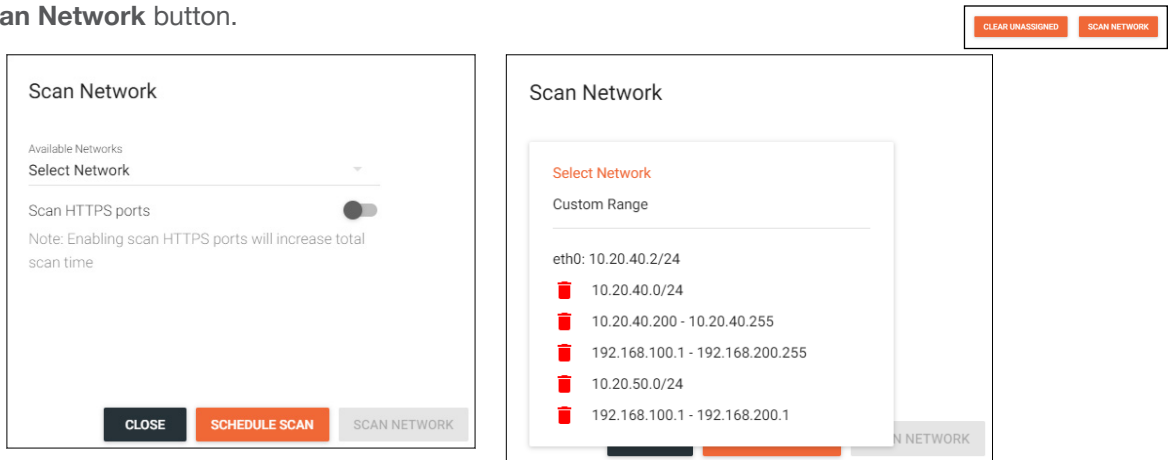 an Network button.
CLEAR UNASSIGNED SCAN NETWORK
Scan Network
Available Networks
Select Network
Scan HTTPS ports
Note: Enabling scan HTTPS ports will increase total
scan time
CLOSE SCHEDULE SCAN SCAN NETWORK
Scan Network
Select Network
Custom Range
eth0: 10.20.40.2/24
10.20.40.0/24
10.20.40.200 - 10.20.40.255
192.168.100.1 - 192.168.200.255
10.20.50.0/24
192.168.100.1 - 192.168.200.1
N NETWORK